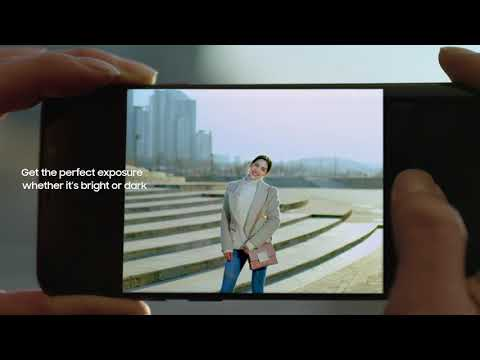 Get the perfect exposure
whether it's bright or dark